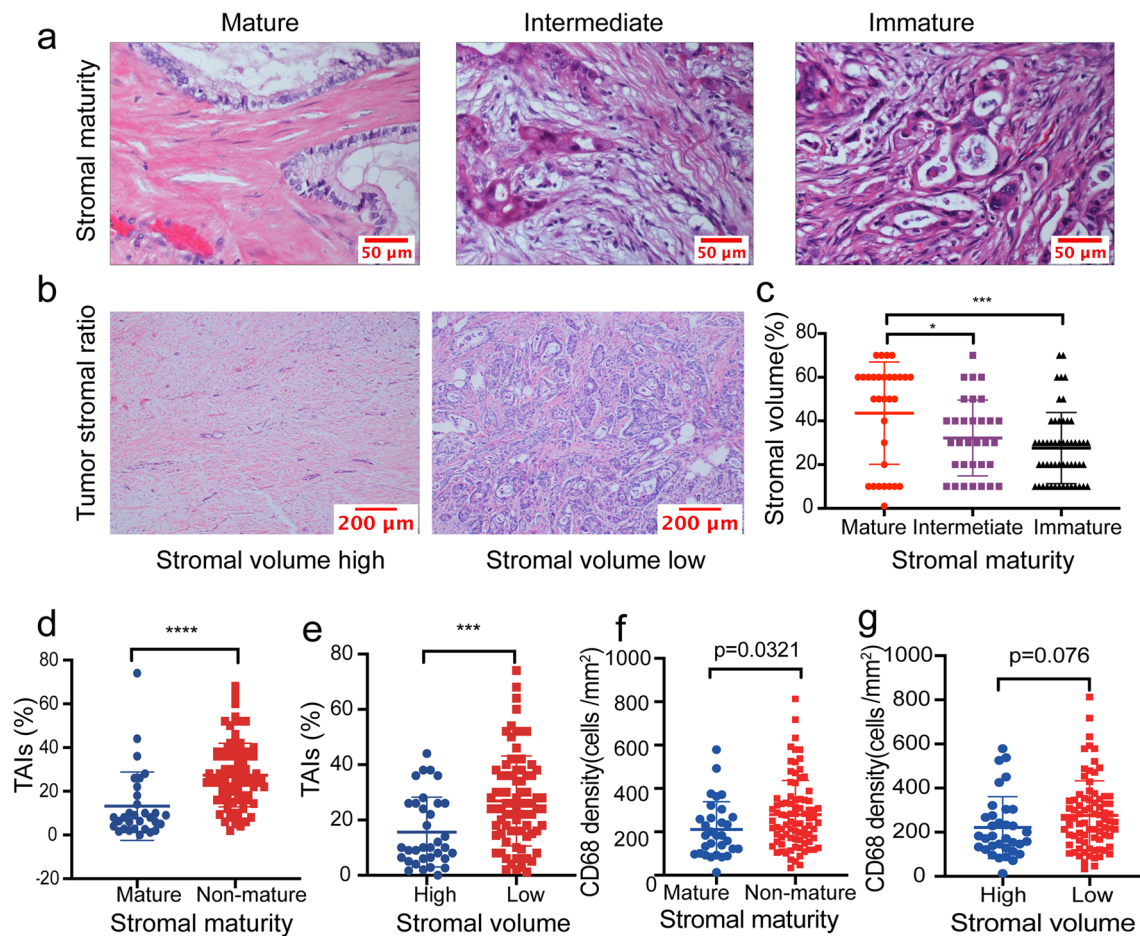 Mature
Intermediate
Immature
a
Stromal maturity
50 µm
50 µm
50 µm
b
Tumor stromal ratio
200 µm
200 µm
Stromal volume high
Stromal volume low
c
Stromal volume(%)
***
*
80
60
40
20
0
Mature
Intermetiate
Immature
Stromal maturity
d
TAIs (%)
****
80
60
40
20
0
-20
Mature
Non-mature
Stromal maturity
e
TAIs (%)
***
80
60
40
20
0
High
Low
Stromal volume
f
CD68 density(cells /mm²)
p=0.0321
1000
800
600
400
200
0
Mature
Non-mature
Stromal maturity
g
CD68 density(cells /mm²)
p=0.076
1000
800
600
400
200
0
High
Low
Stromal volume